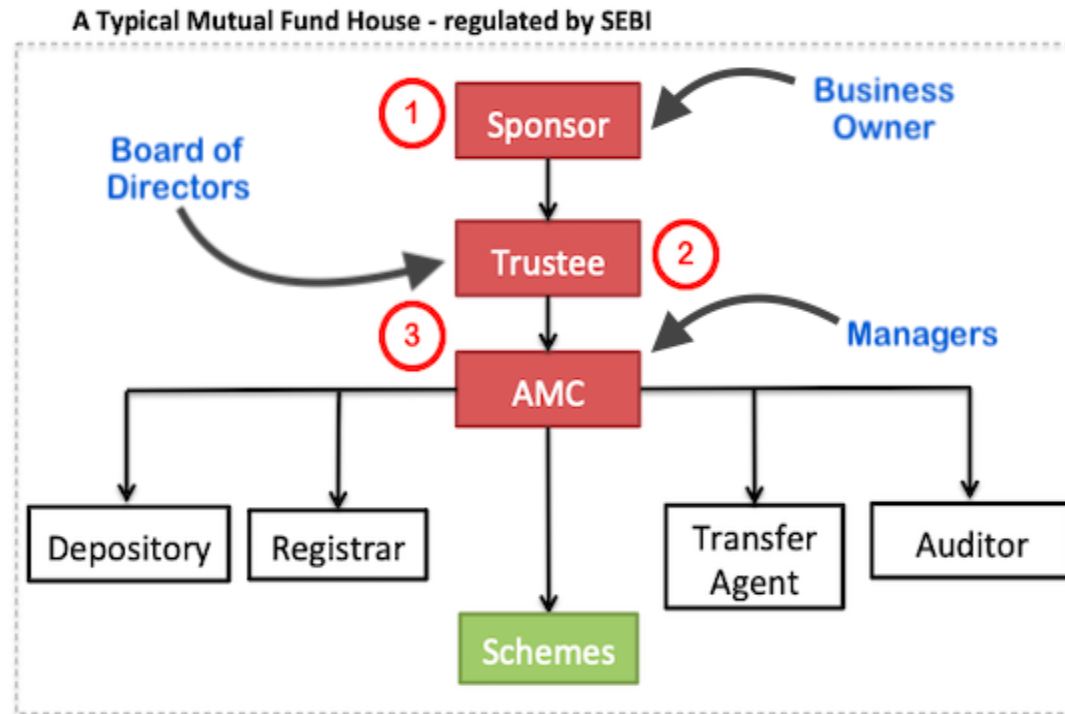 A Typical Mutual Fund House - regulated by SEBI
1
Sponsor
Business
Owner
Board of
Directors
Trustee
2
3
Managers
AMC
Depository
Registrar
Transfer
Agent
Auditor
Schemes